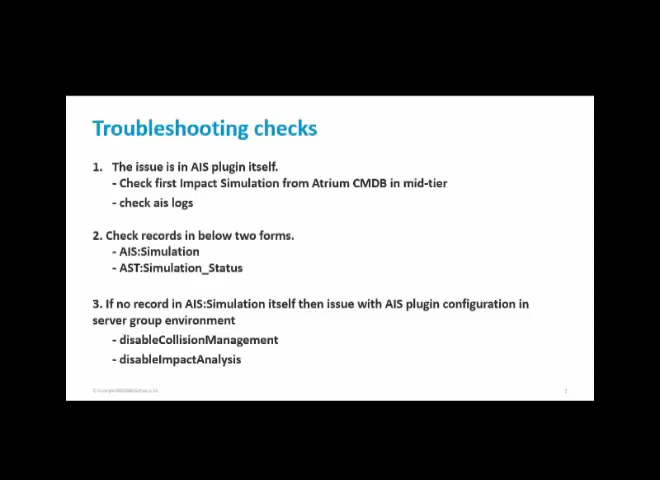 Troubleshooting checks
1. The issue is in AIS plugin itself.
- Check first Impact Simulation from Atrium CMDB in mid-tier
- check ais logs
2. Check records in below two forms.
- AIS:Simulation
- AST:Simulation_Status
3. If no record in AIS:Simulation itself then issue with AIS plugin configuration in
server group environment
- disableCollisionManagement
- disableImpactAnalysis
© Copyright